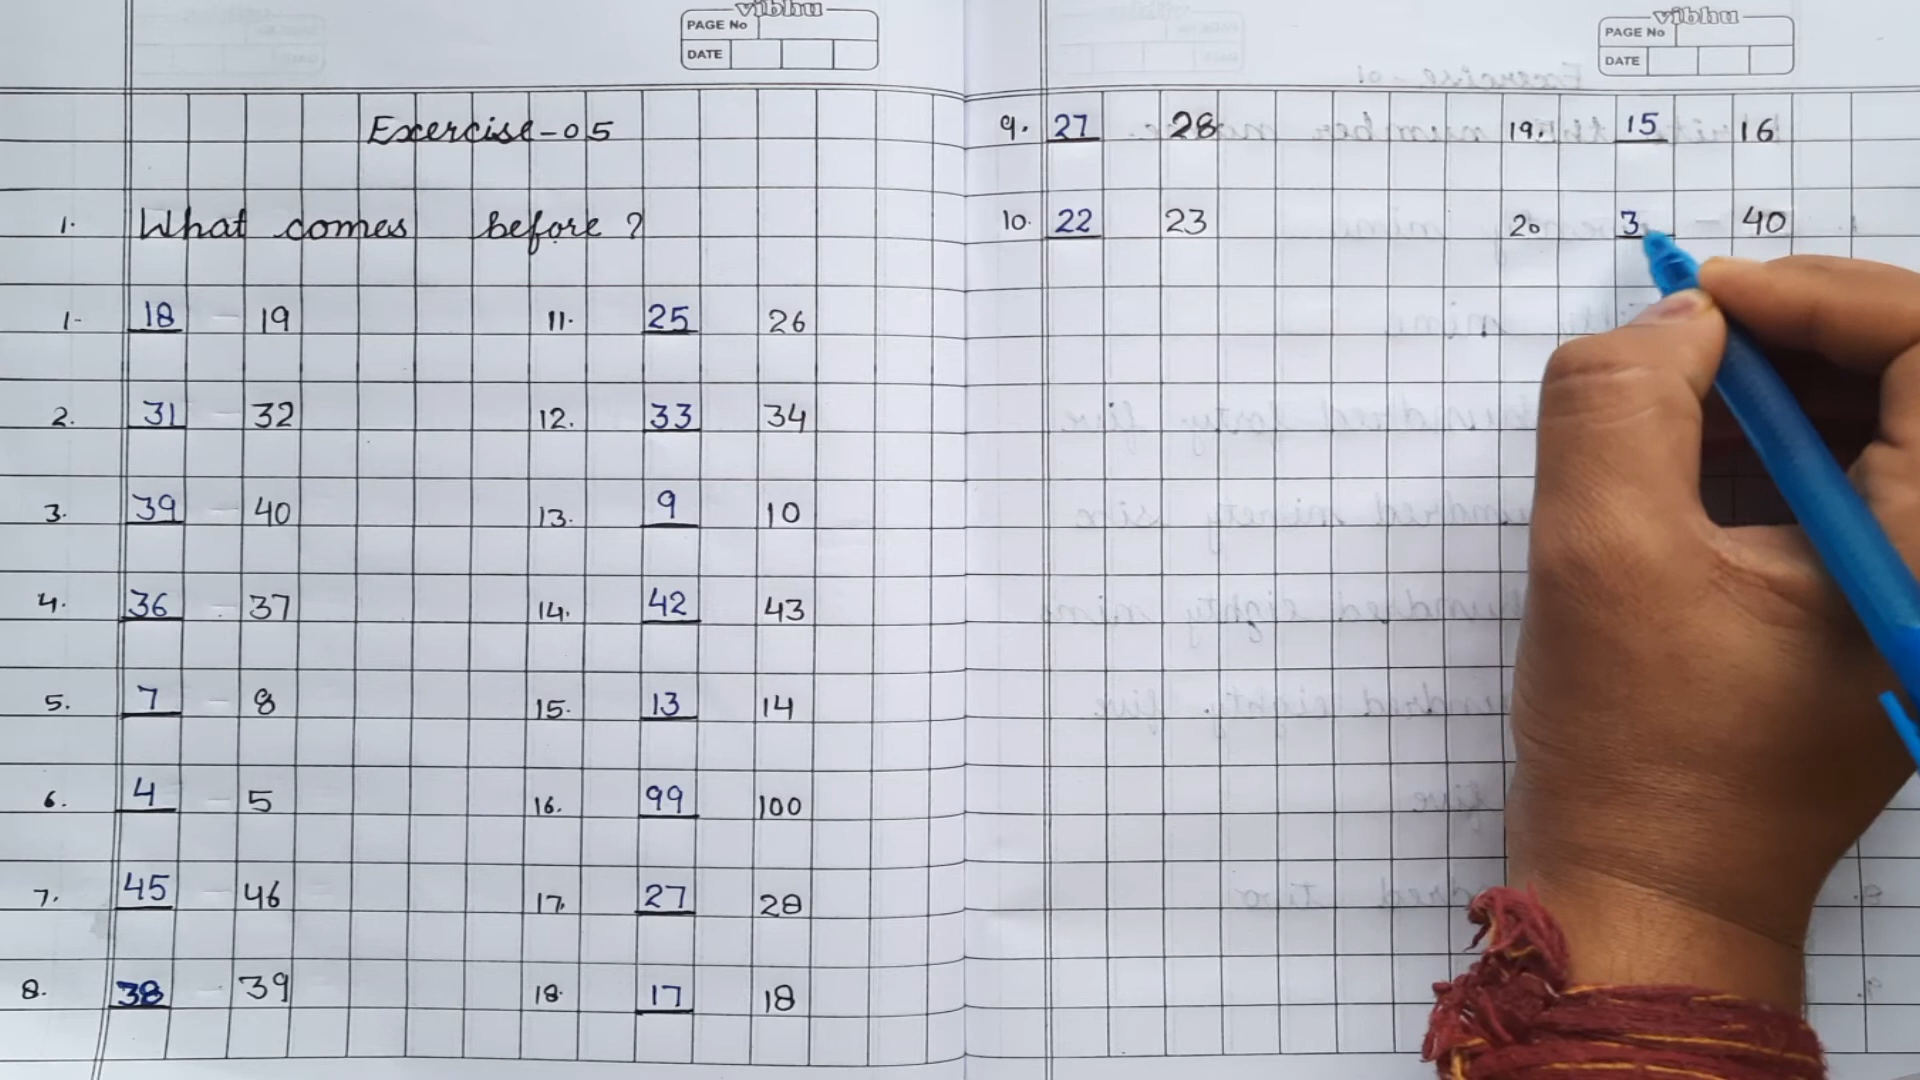 vibhu
PAGE No
DATE
Exercise-05
1. What comes before ?
1- 18 - 19 11. 25 26
2. 31 - 32 12. 33 34
3. 39 - 40 13. 9 10
4. 36 - 37 14. 42 43
5. 7 - 8 15. 13 14
6. 4 - 5 16. 99 100
7. 45 - 46 17. 27 28
8. 38 - 39 18. 17 18
vibhu
PAGE No
DATE
9. 27 28 19. 15 16
10. 22 23 20 3 40